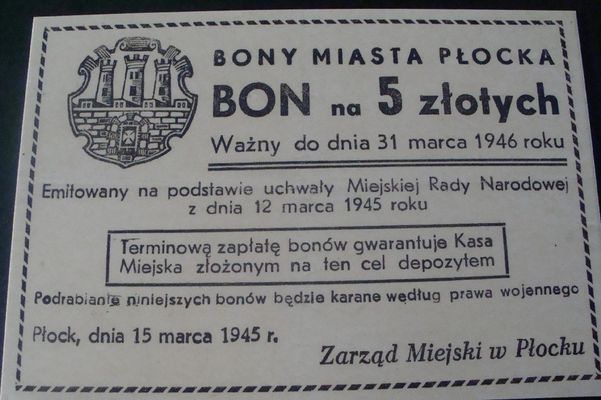 BONY MIASTA PŁOCKA
BON na 5 złotych
Ważny do dnia 31 marca 1946 roku
Emitowany na podstawie uchwały Miejskiej Rady Narodowej
z dnia 12 marca 1945 roku
Terminową zapłatę bonów gwarantuje Kasa
Miejska złożonym na ten cel depozytem
Podrabianie niniejszych bonów będzie karane według prawa wojennego
Płock, dnia 15 marca 1945 r.
Zarząd Miejski w Płocku